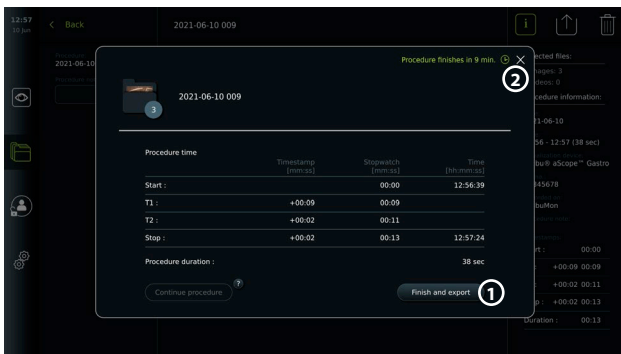 12:57
10 Jun
Back
2021-06-10 009
i
Procedure finishes in 9 min.
2
2021-06-10
3
2021-06-10 009
ected files:
ages: 3
deos: 0
cedure information:
21-06-10
56 - 12:57 (38 sec)
bu® aScope™ Gastro
345678
buMon
rt : 00:00
+00:09 00:09
+00:02 00:11
p : +00:02 00:13
Duration : 00:13
Procedure time
Timestamp [mm:ss] Stopwatch [mm:ss] Time [hh:mm:ss]
Start : 00:00 12:56:39
T1 : +00:09 00:09
T2 : +00:02 00:11
Stop : +00:02 00:13 12:57:24
Procedure duration : 38 sec
Continue procedure ?
Finish and export 1